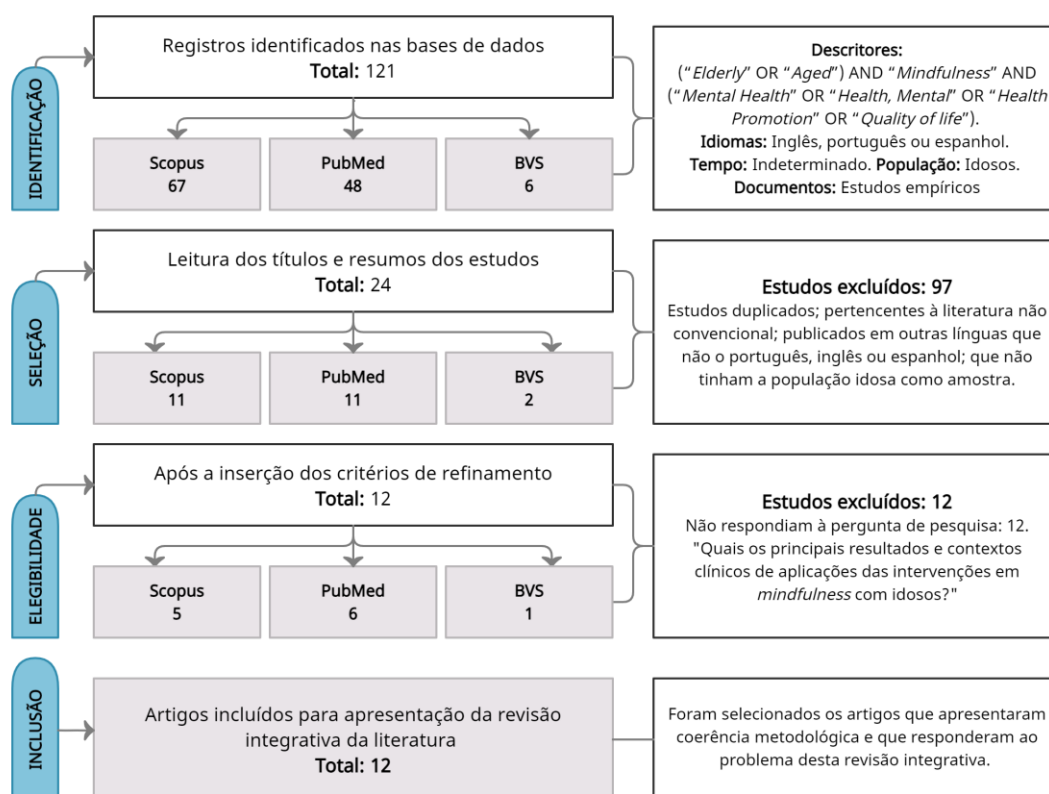 IDENTIFICAÇÃO
Registros identificados nas bases de dados
Total: 121
Scopus
67
PubMed
48
BVS
6
Descritores:
("Elderly" OR "Aged") AND "Mindfulness" AND
("Mental Health" OR "Health, Mental" OR "Health
Promotion" OR "Quality of life").
Idiomas: Inglês, português ou espanhol.
Tempo: Indeterminado. População: Idosos.
Documentos: Estudos empíricos
SELEÇÃO
Leitura dos títulos e resumos dos estudos
Total: 24
Scopus
11
PubMed
11
BVS
2
Estudos excluídos: 97
Estudos duplicados; pertencentes à literatura não
convencional; publicados em outras línguas que
não o português, inglês ou espanhol; que não
tinham a população idosa como amostra.
ELEGIBILIDADE
Após a inserção dos critérios de refinamento
Total: 12
Scopus
5
PubMed
6
BVS
1
Estudos excluídos: 12
Não respondiam à pergunta de pesquisa: 12.
"Quais os principais resultados e contextos
clínicos de aplicações das intervenções em
mindfulness com idosos?"
INCLUSÃO
Artigos incluídos para apresentação da revisão
integrativa da literatura
Total: 12
Foram selecionados os artigos que apresentaram
coerência metodológica e que responderam ao
problema desta revisão integrativa.